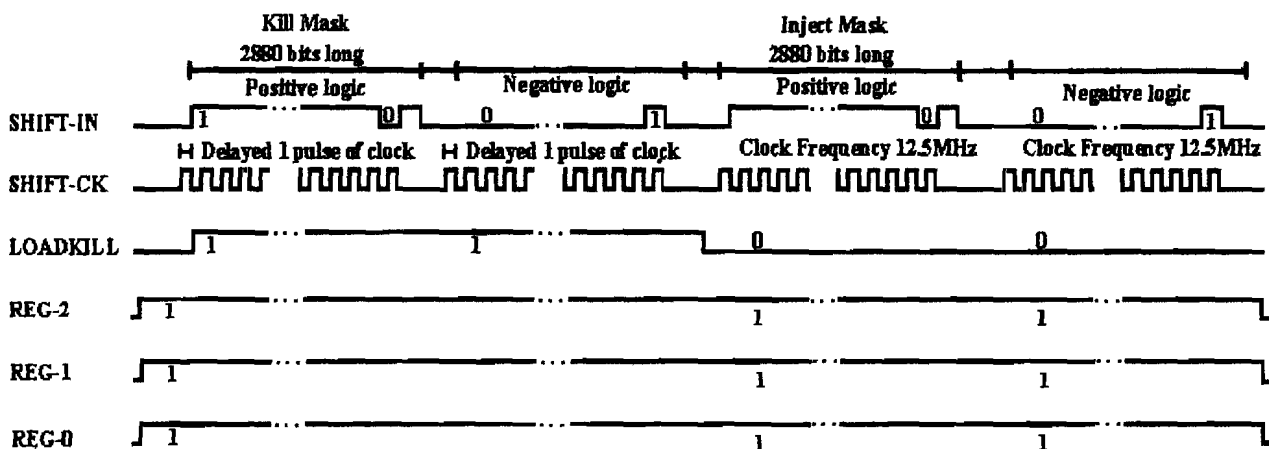 Kill Mask Inject Mask
2880 bits long 2880 bits long
Positive logic Negative logic Positive logic Negative logic
SHIFT-IN 1 ... 0 0 ... 1 ... 0 0 ... 1
Delayed 1 pulse of clock Delayed 1 pulse of clock Clock Frequency 12.5MHz Clock Frequency 12.5MHz
SHIFT-CK
LOADKILL 1 ... 1 ... 0 0
REG-2 1 ... ... 1 ... 1 ...
REG-1 1 ... ... 1 ... 1 ...
REG-0 1 ... ... 1 ... 1 ...